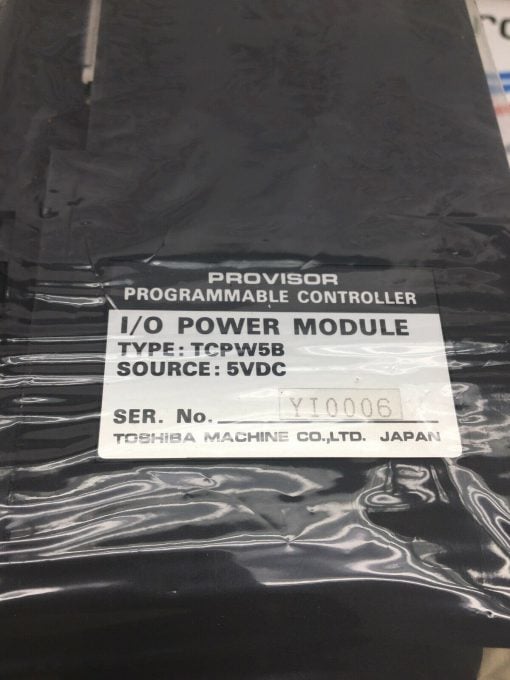 PROVISOR
PROGRAMMABLE CONTROLLER
I/O POWER MODULE
TYPE: TCPW5B
SOURCE: 5VDC
SER. No. YI0006
TOSHIBA MACHINE CO.,LTD. JAPAN